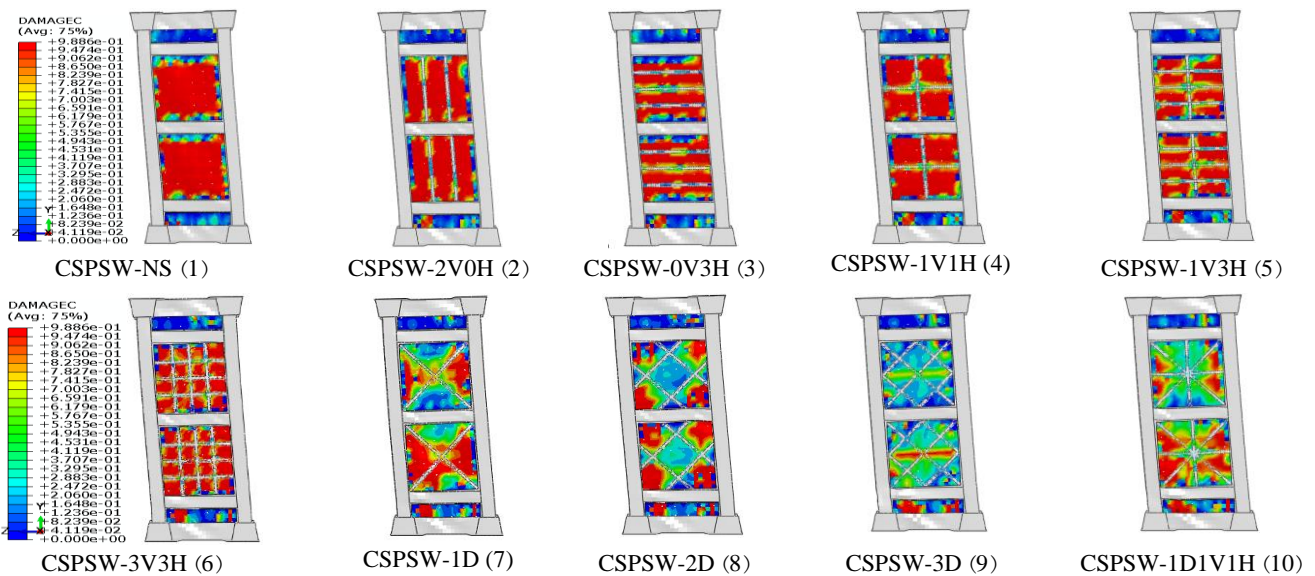 DAMAGEC
(Avg: 75%)
+9.886e-01
+9.474e-01
+9.062e-01
+8.650e-01
+8.239e-01
+7.827e-01
+7.415e-01
+7.003e-01
+6.591e-01
+6.179e-01
+5.767e-01
+5.355e-01
+4.943e-01
+4.531e-01
+4.119e-01
+3.707e-01
+3.295e-01
+2.883e-01
+2.472e-01
+2.060e-01
+1.648e-01
+1.236e-01
+8.239e-02
+4.119e-02
+0.000e+00
Y
Z X
CSPSW-NS (1)
CSPSW-2V0H (2)
CSPSW-0V3H (3)
CSPSW-1V1H (4)
CSPSW-1V3H (5)
DAMAGEC
(Avg: 75%)
+9.886e-01
+9.474e-01
+9.062e-01
+8.650e-01
+8.239e-01
+7.827e-01
+7.415e-01
+7.003e-01
+6.591e-01
+6.179e-01
+5.767e-01
+5.355e-01
+4.943e-01
+4.531e-01
+4.119e-01
+3.707e-01
+3.295e-01
+2.883e-01
+2.472e-01
+2.060e-01
+1.648e-01
+1.236e-01
+8.239e-02
+4.119e-02
+0.000e+00
Y
Z X
CSPSW-3V3H (6)
CSPSW-1D (7)
CSPSW-2D (8)
CSPSW-3D (9)
CSPSW-1D1V1H (10)